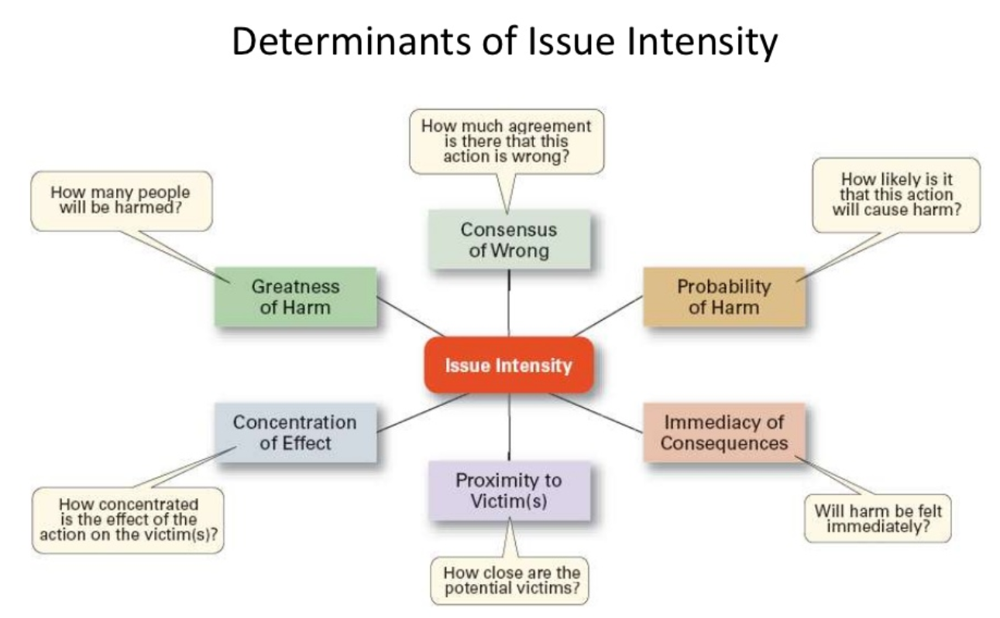 Determinants of Issue Intensity
How much agreement
is there that this
action is wrong?
How many people
will be harmed?
How likely is it
that this action
will cause harm?
Consensus
of Wrong
Greatness
of Harm
Probability
of Harm
Issue Intensity
Concentration
of Effect
Immediacy of
Consequences
Proximity to
Victim(s)
How concentrated
is the effect of the
action on the victim(s)?
Will harm be felt
immediately?
How close are the
potential victims?